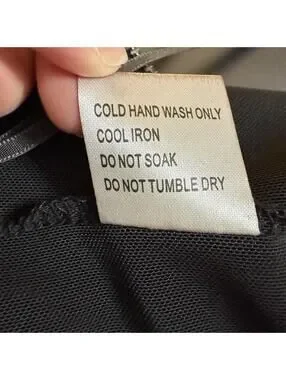 COLD HAND WASH ONLY
COOL IRON
DO NOT SOAK
DO NOT TUMBLE DRY